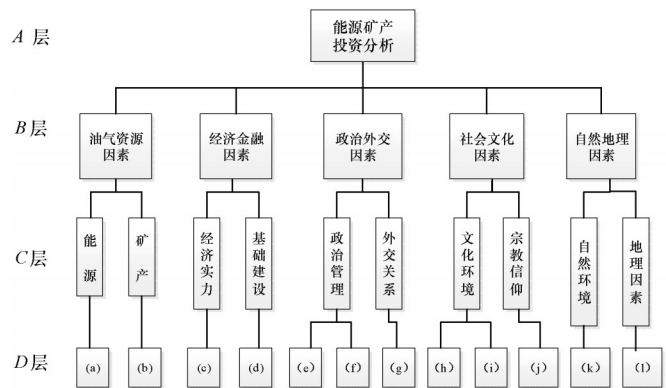 A 层
能源矿产
投资分析
B层
油气资源
因素
经济金融
因素
政治外交
因素
社会文化
因素
自然地理
因素
C层
能源
矿产
经济实力
基础建设
政治管理
外交关系
文化环境
宗教信仰
自然环境
地理因素
D层
(a)
(b)
(c)
(d)
(e)
(f)
(g)
(h)
(i)
(j)
(k)
(l)